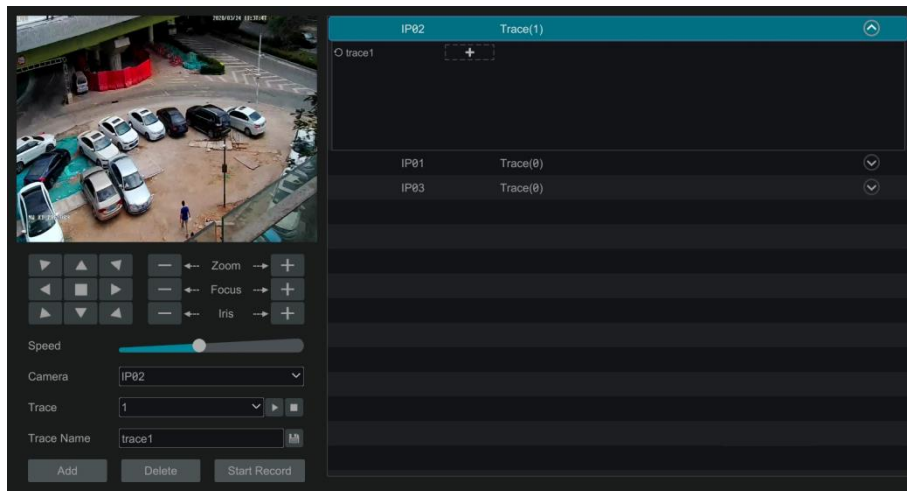 2020/03/24 11:31:43
IP02 Trace(1)
trace1 +
IP01 Trace(0)
IP03 Trace(0)
Zoom
Focus
Iris
Speed
Camera IP02
Trace 1
Trace Name trace1
Add Delete Start Record